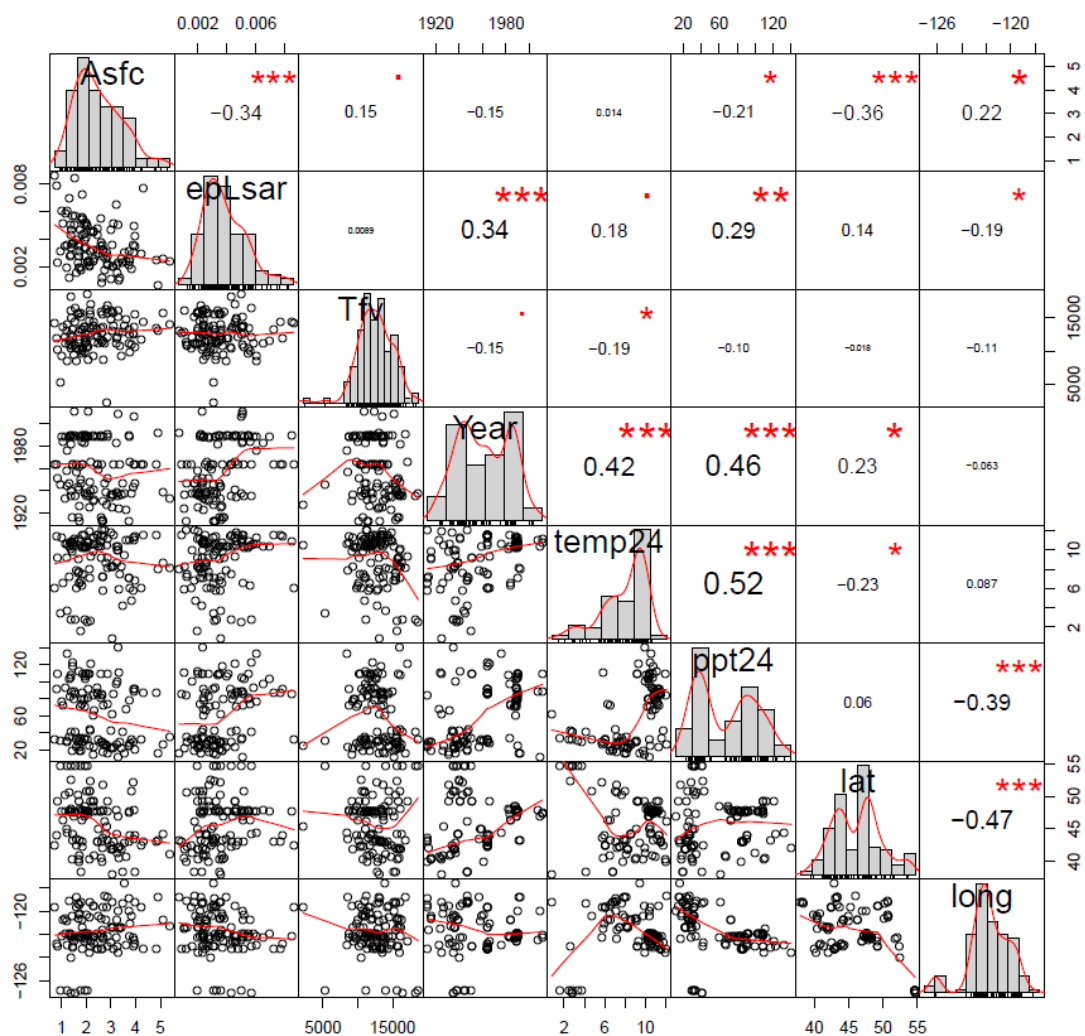 0.002 0.006 1920 1980 20 60 120 −126 −120
Asfc *** . * *** *
−0.34 0.15 −0.15 0.014 −0.21 −0.36 0.22
1 2 3 4 5
0.002 0.008
epLsar *** . ** *
0.0089 0.34 0.18 0.29 0.14 −0.19
Tfv . *
−0.15 −0.19 −0.10 −0.018 −0.11
5000 15000
1920 1980
Year *** *** *
0.42 0.46 0.23 −0.063
temp24 *** *
0.52 −0.23 0.087
2 6 10
20 60 100
ppt24 ***
0.06 −0.39
lat ***
−0.47
40 45 50 55
−126 −120
long
1 2 3 4 5 5000 15000 2 6 10 40 45 50 55